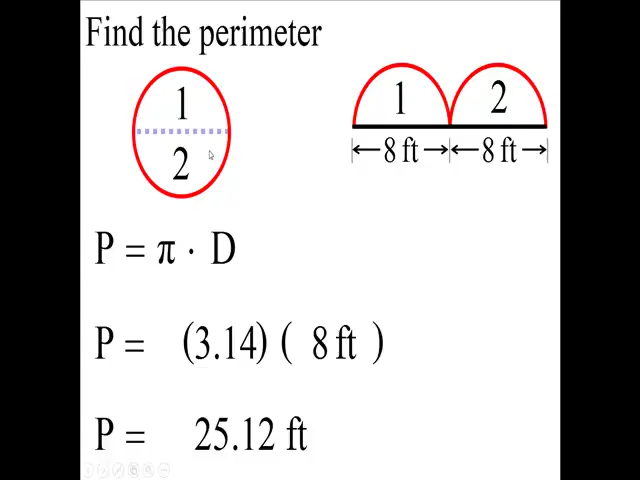 Find the perimeter
1
2
1 2
8 ft 8 ft
P = π · D
P = (3.14) ( 8 ft )
P = 25.12 ft